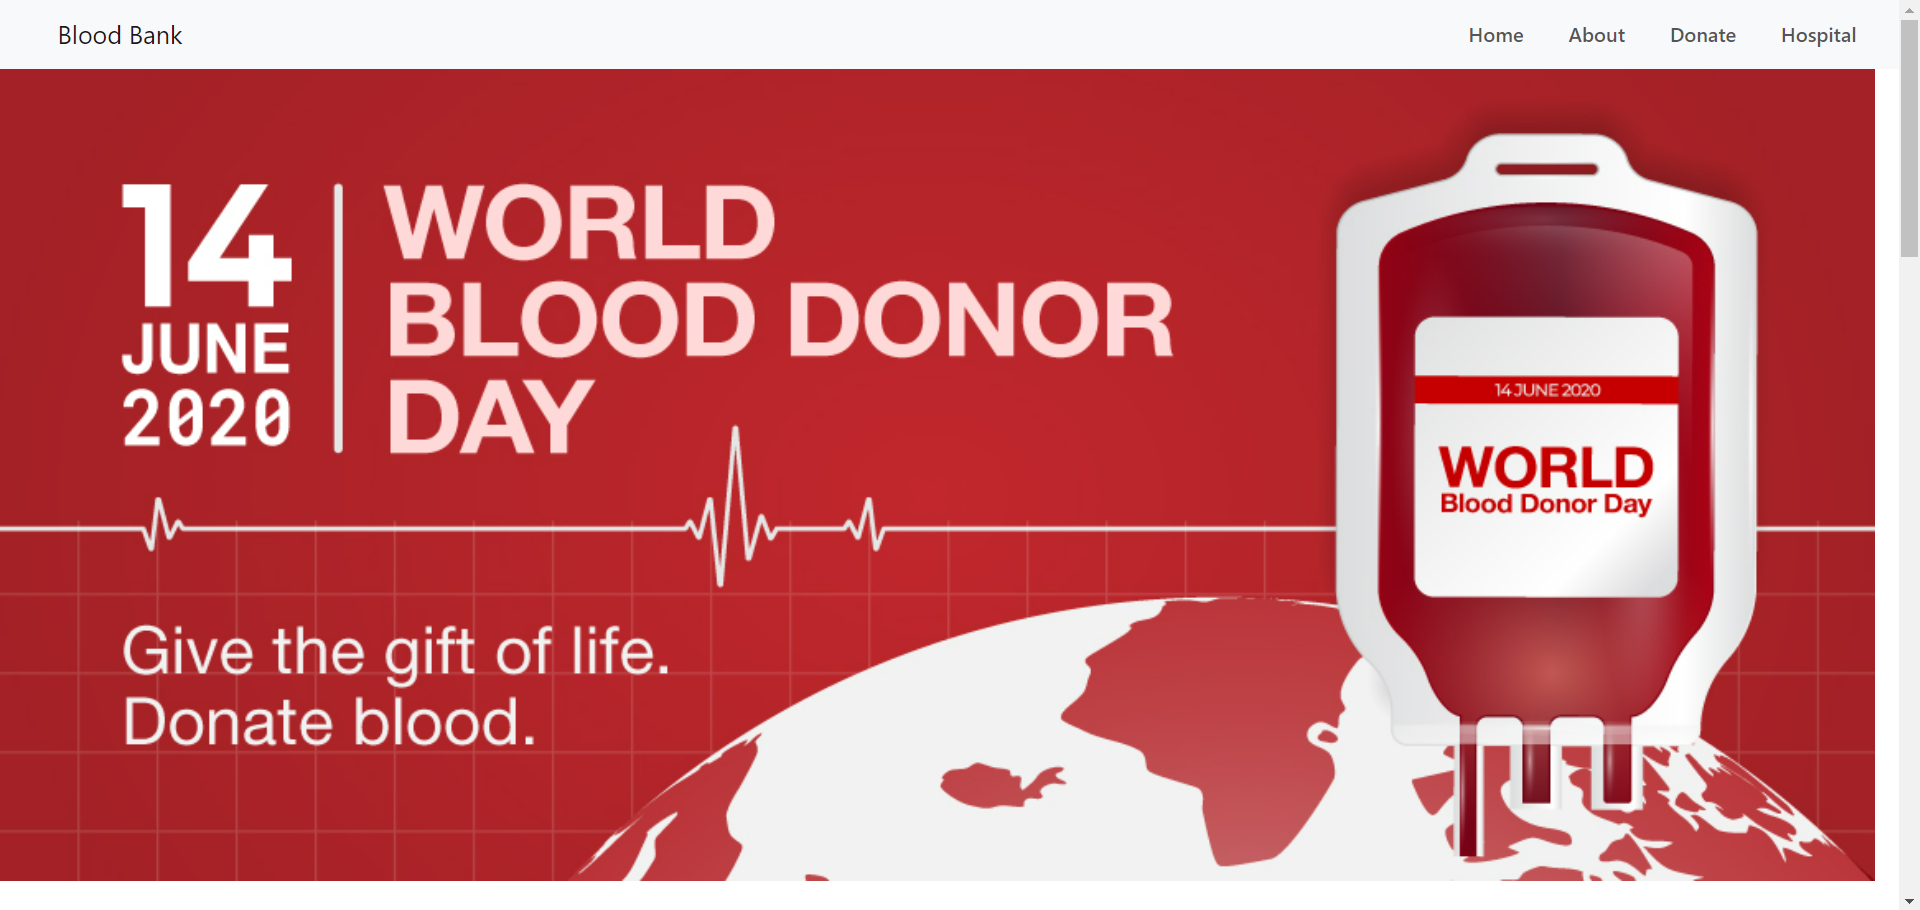 Blood Bank
Home About Donate Hospital
14
JUNE
2020
WORLD
BLOOD DONOR
DAY
Give the gift of life.
Donate blood.
14 JUNE 2020
WORLD
Blood Donor Day